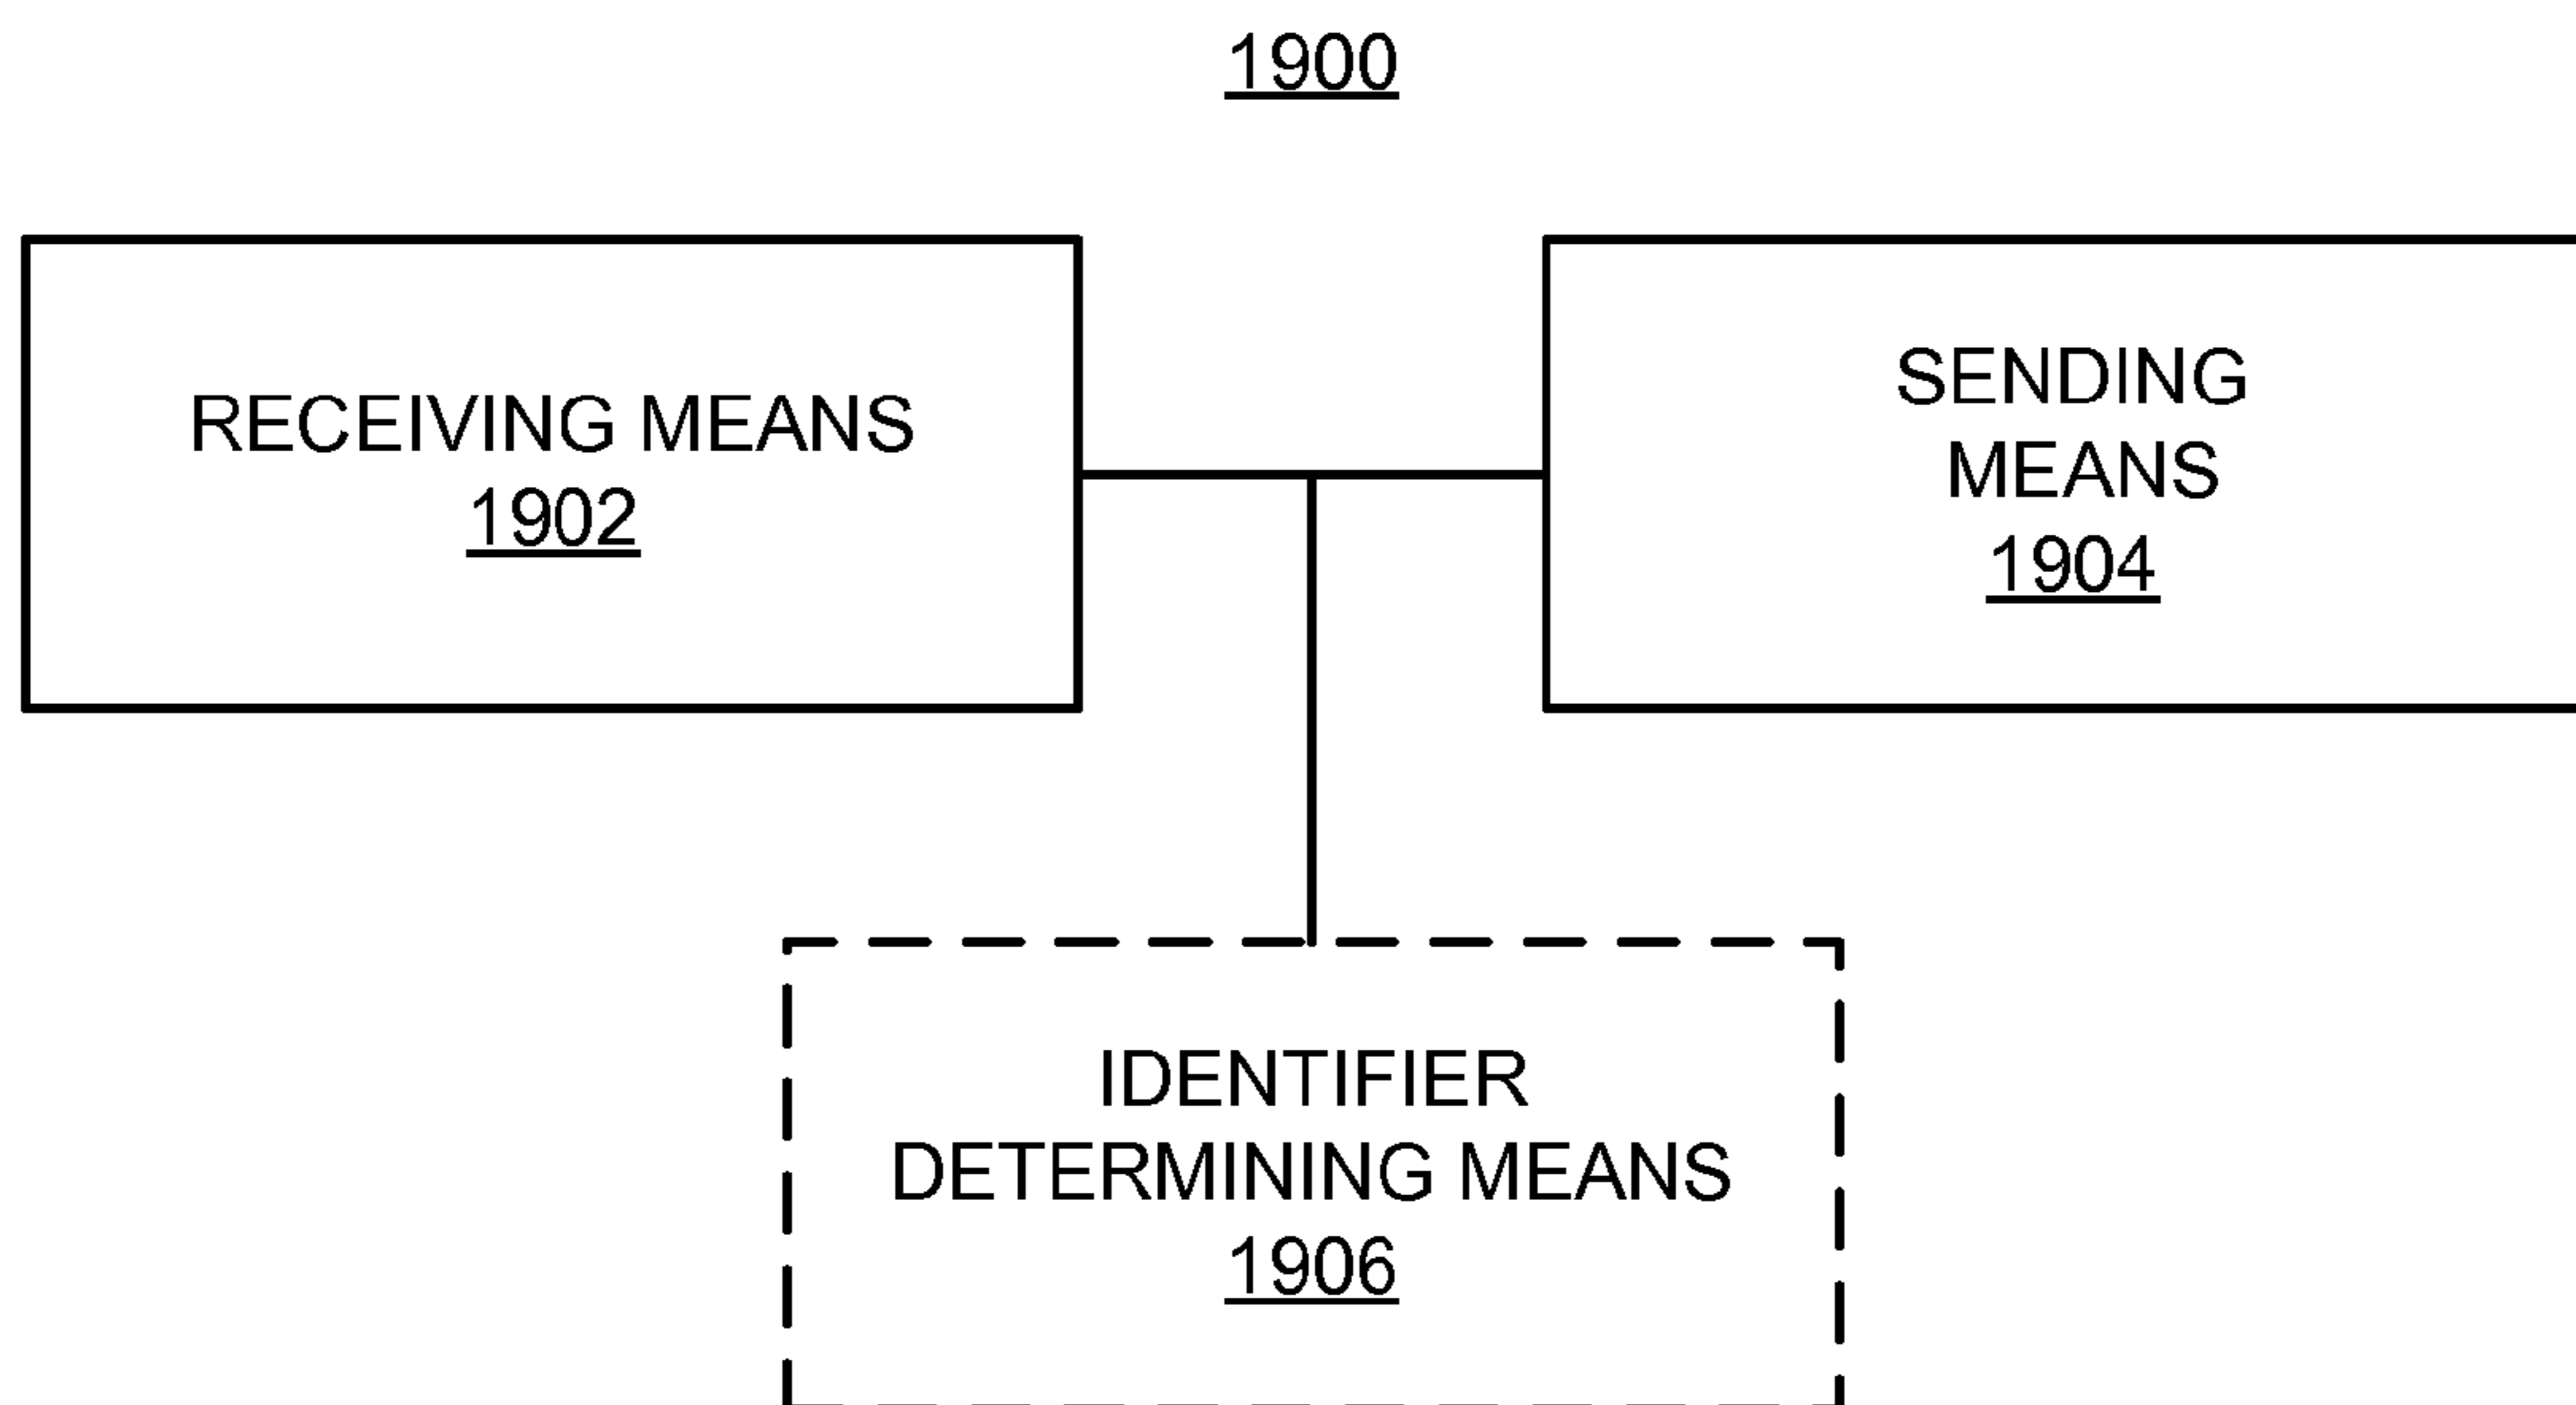 1900
RECEIVING MEANS
1902
SENDING
MEANS
1904
IDENTIFIER
DETERMINING MEANS
1906